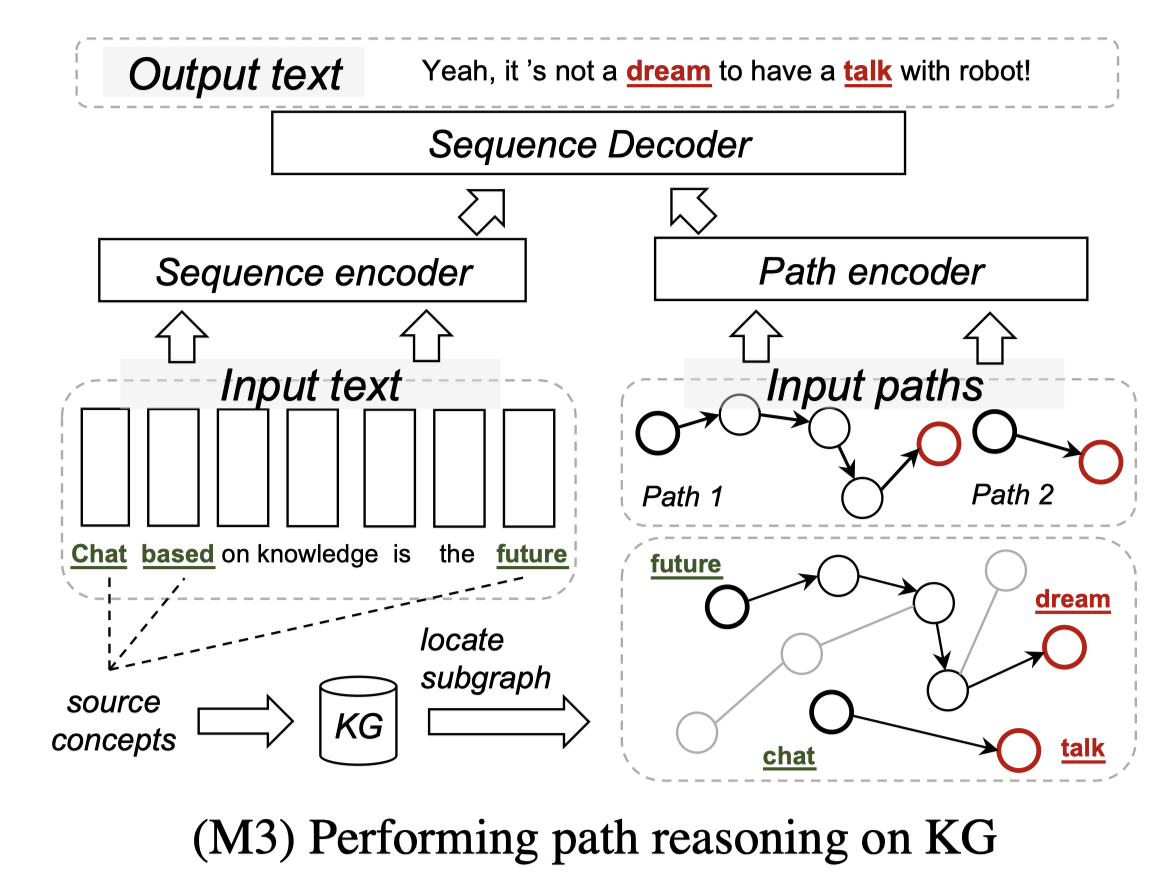 Output text
Yeah, it 's not a dream to have a talk with robot!
Sequence Decoder
Sequence encoder
Path encoder
Input text
Input paths
Path 1
Path 2
Chat based on knowledge is the future
future
dream
locate
subgraph
source
concepts
KG
chat
talk
(M3) Performing path reasoning on KG